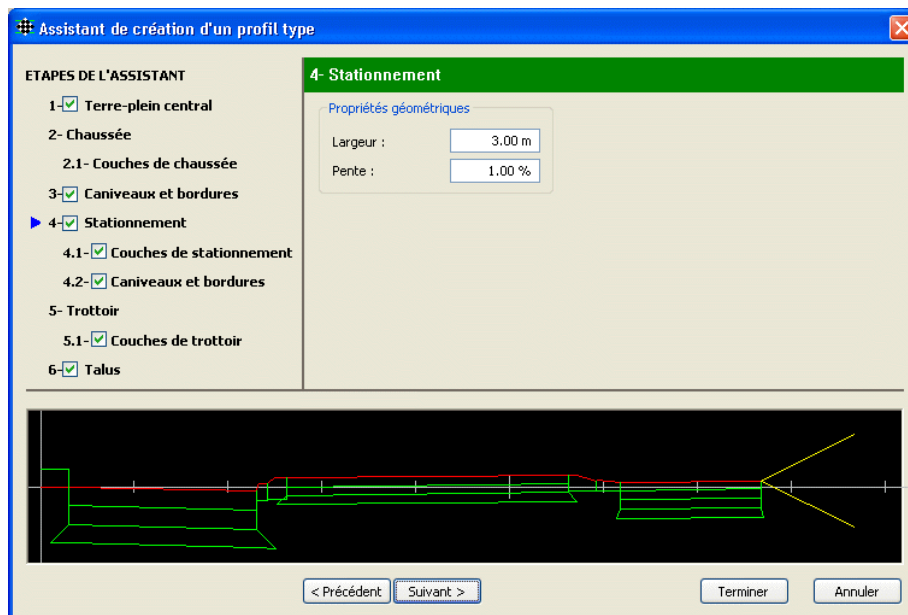 Assistant de création d'un profil type
ETAPES DE L'ASSISTANT
1- Terre-plein central
2- Chaussée
2.1- Couches de chaussée
3- Caniveaux et bordures
4- Stationnement
4.1- Couches de stationnement
4.2- Caniveaux et bordures
5- Trottoir
5.1- Couches de trottoir
6- Talus
4- Stationnement
Propriétés géométriques
Largeur : 3.00 m
Pente : 1.00 %
< Précédent Suivant > Terminer Annuler